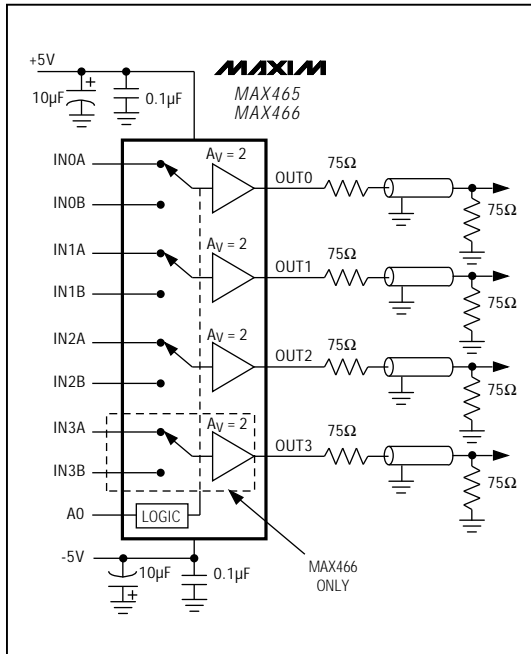 +5V
MAXIM
MAX465
MAX466
+
10µF
0.1µF
IN0A
AV = 2
OUT0
75Ω
75Ω
IN0B
IN1A
AV = 2
OUT1
75Ω
75Ω
IN1B
IN2A
AV = 2
OUT2
75Ω
75Ω
IN2B
IN3A
AV = 2
OUT3
75Ω
75Ω
IN3B
A0
LOGIC
-5V
10µF
+
0.1µF
MAX466
ONLY